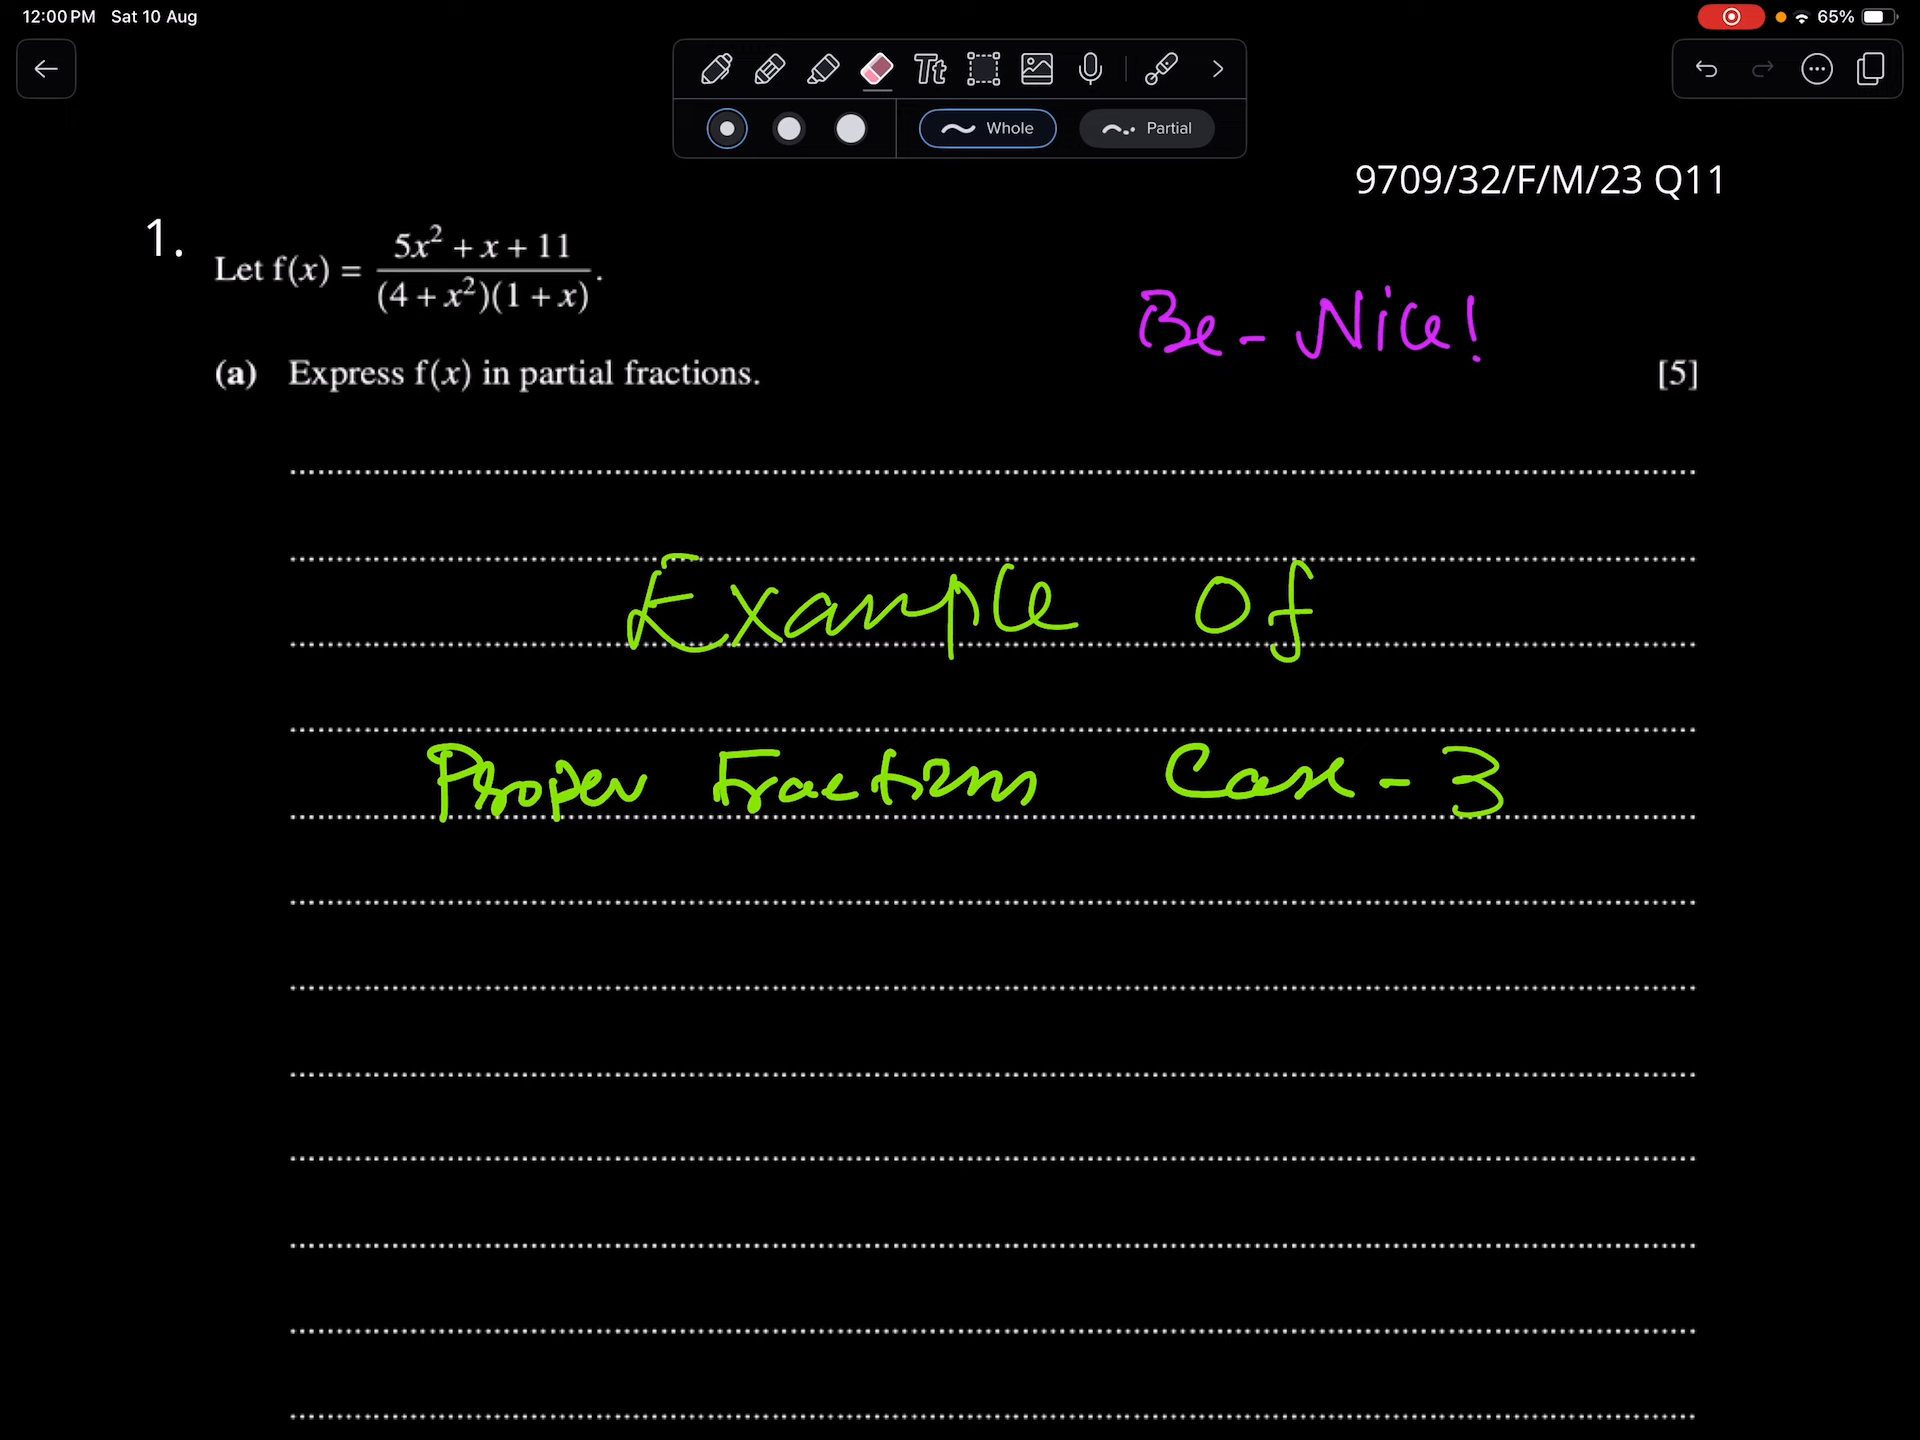 12:00 PM Sat 10 Aug
65%
Tt
Whole Partial
9709/32/F/M/23 Q11
1.
Let f(x) = (5x² + x + 11)/((4 + x²)(1 + x)).
Be - Nice!
(a) Express f(x) in partial fractions. [5]
Example Of
Proper Fractions Case - 3